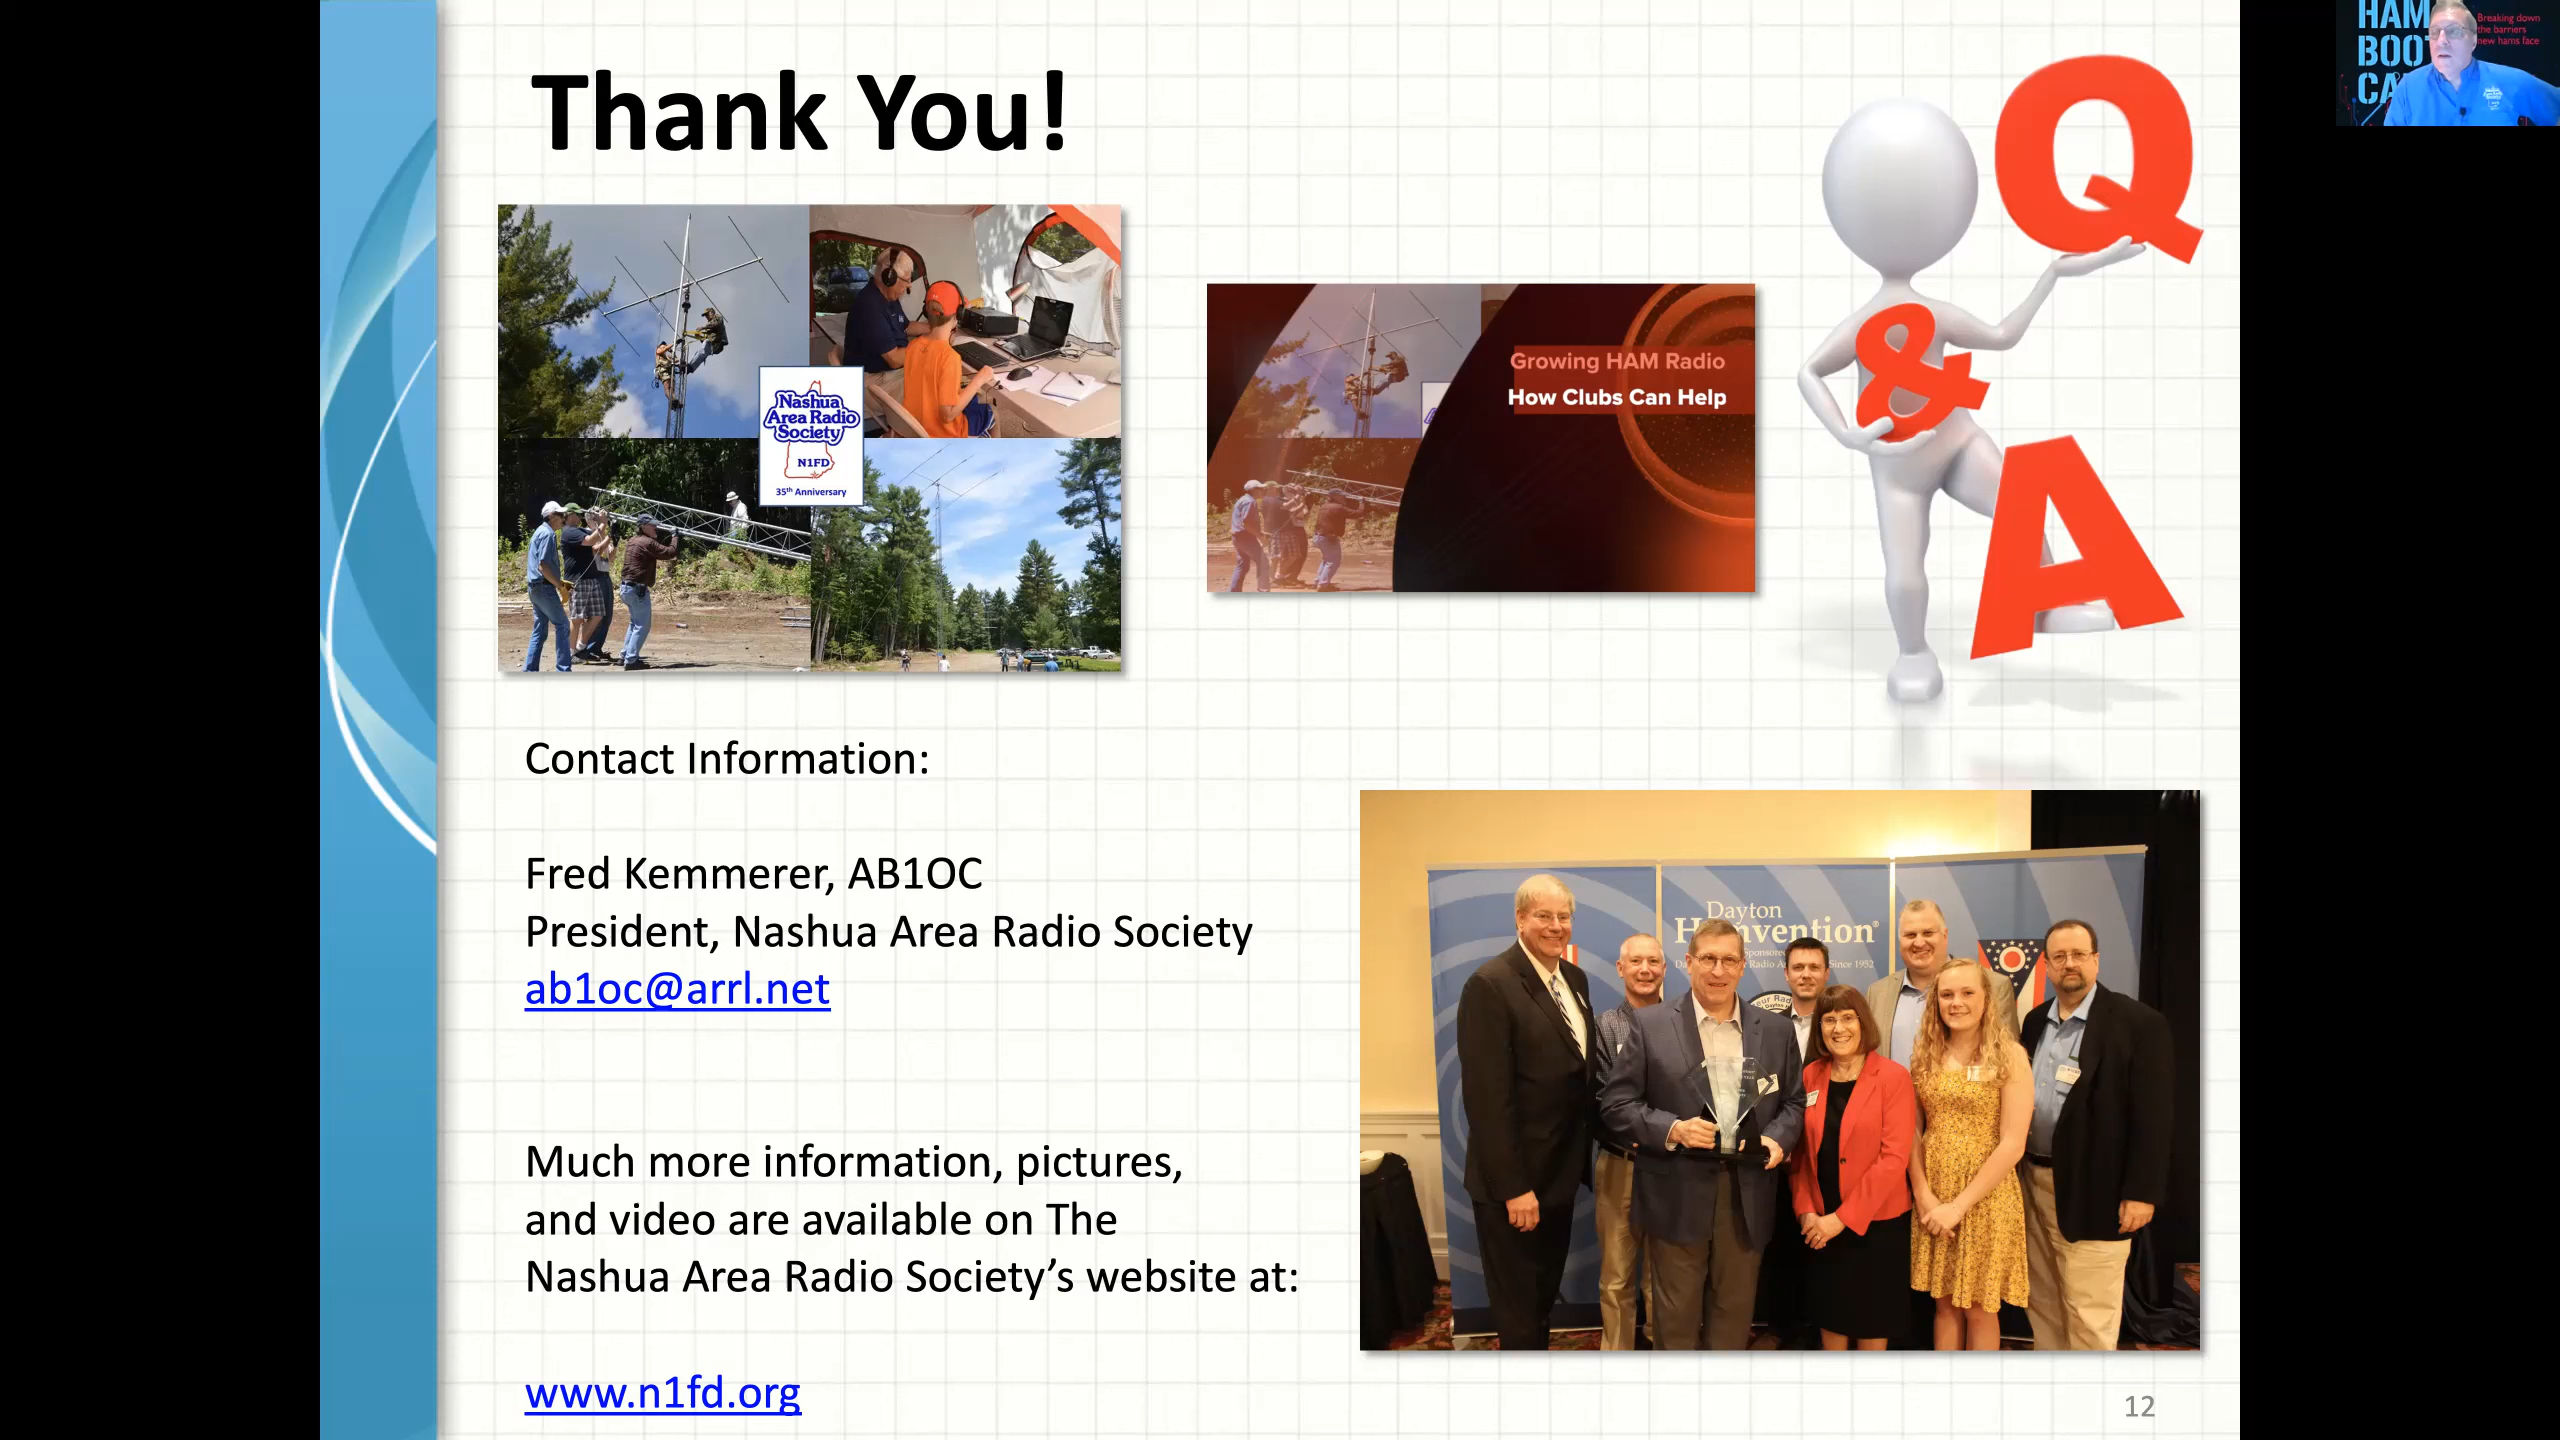 Thank You!
HAM
BOO
CA
Breaking down
the barriers
new hams face
Q
&
A
Nashua
Area Radio
Society
N1FD
35th Anniversary
Growing HAM Radio
How Clubs Can Help
Contact Information:
Fred Kemmerer, AB1OC
President, Nashua Area Radio Society
ab1oc@arrl.net
Dayton
H nvention®
Since 1952
Much more information, pictures,
and video are available on The
Nashua Area Radio Society’s website at:
www.n1fd.org
12